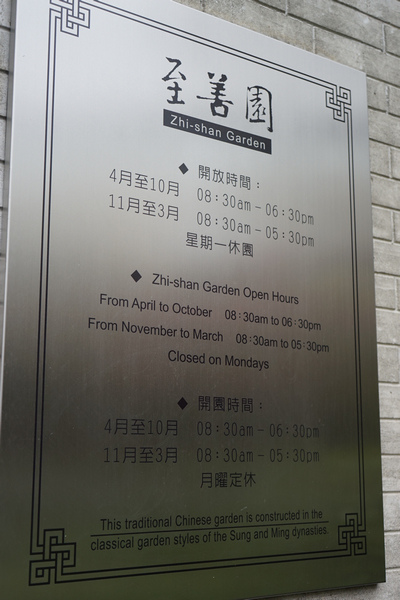 至善園
Zhi-shan Garden
◆ 開放時間：
4月至10月 08：30am－06：30pm
11月至3月 08：30am－05：30pm
星期一休園
◆ Zhi-shan Garden Open Hours
From April to October 08：30am to 06：30pm
From November to March 08：30am to 05：30pm
Closed on Mondays
◆ 開園時間：
4月至10月 08：30am－06：30pm
11月至3月 08：30am－05：30pm
月曜定休
This traditional Chinese garden is constructed in the
classical garden styles of the Sung and Ming dynasties.